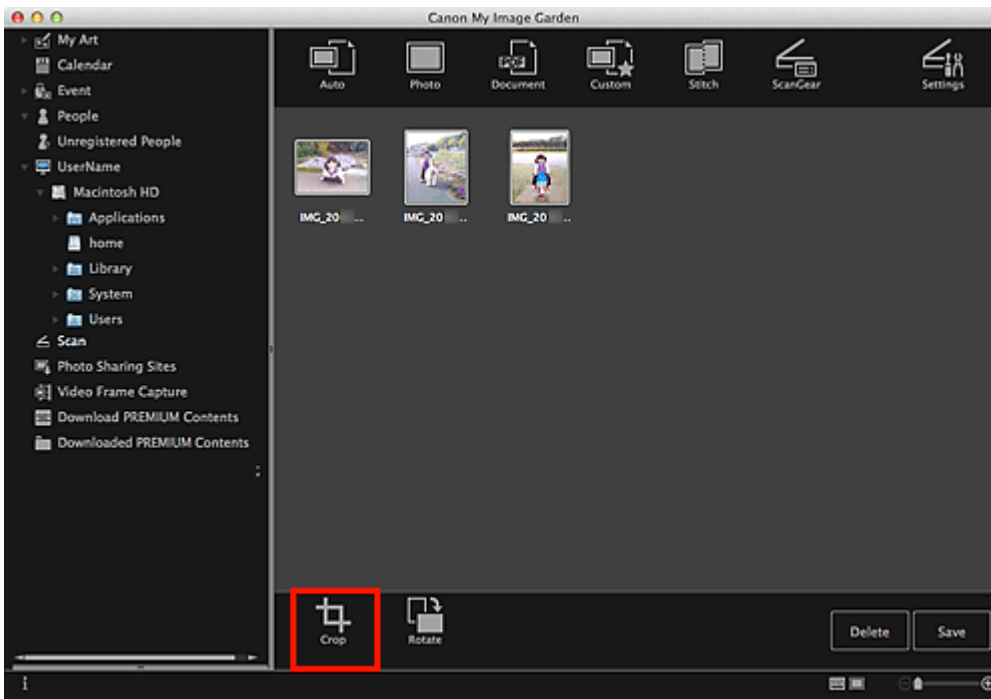 Canon My Image Garden
My Art
Calendar
Event
People
Unregistered People
UserName
Macintosh HD
Applications
home
Library
System
Users
Scan
Photo Sharing Sites
Video Frame Capture
Download PREMIUM Contents
Downloaded PREMIUM Contents
Auto
Photo
PDF
Document
Custom
Stitch
ScanGear
Settings
IMG_20 ...
IMG_20 ..
IMG_20 ...
Crop
Rotate
Delete
Save